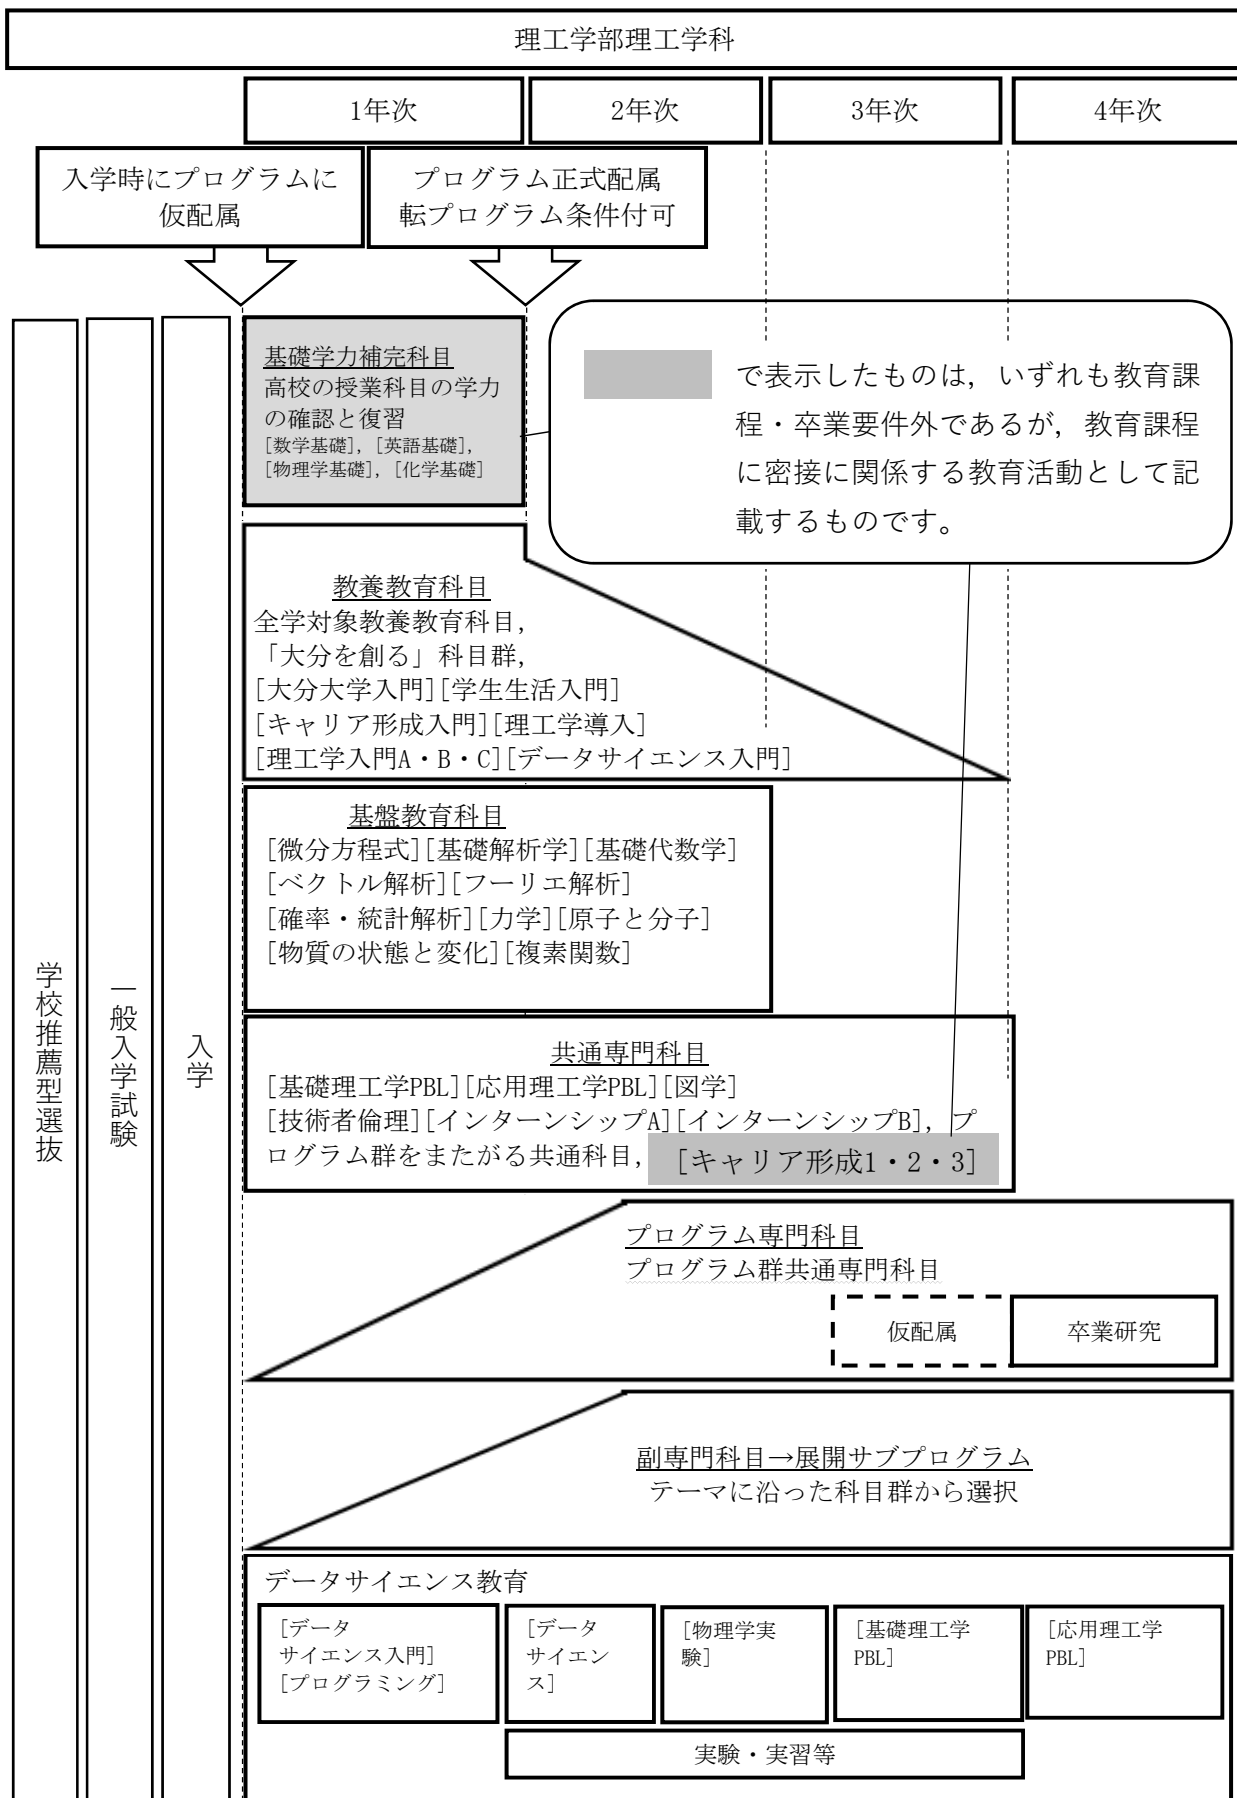 理工学部理工学科
1年次
2年次
3年次
4年次
入学時にプログラムに
仮配属
プログラム正式配属
転プログラム条件付可
学校推薦型選抜
一般入学試験
入学
基礎学力補完科目
高校の授業科目の学力
の確認と復習
[数学基礎], [英語基礎],
[物理学基礎], [化学基礎]
で表示したものは，いずれも教育課
程・卒業要件外であるが，教育課程
に密接に関係する教育活動として記
載するものです。
教養教育科目
全学対象教養教育科目,
「大分を創る」科目群,
[大分大学入門][学生生活入門]
[キャリア形成入門][理工学導入]
[理工学入門A・B・C][データサイエンス入門]
基盤教育科目
[微分方程式][基礎解析学][基礎代数学]
[ベクトル解析][フーリエ解析]
[確率・統計解析][力学][原子と分子]
[物質の状態と変化][複素関数]
共通専門科目
[基礎理工学PBL][応用理工学PBL][図学]
[技術者倫理][インターンシップA][インターンシップB], プ
ログラム群をまたがる共通科目, [キャリア形成1・2・3]
プログラム専門科目
プログラム群共通専門科目
仮配属
卒業研究
副専門科目→展開サブプログラム
テーマに沿った科目群から選択
データサイエンス教育
[データ
サイエンス入門]
[プログラミング]
[データ
サイエン
ス]
[物理学実
験]
[基礎理工学
PBL]
[応用理工学
PBL]
実験・実習等